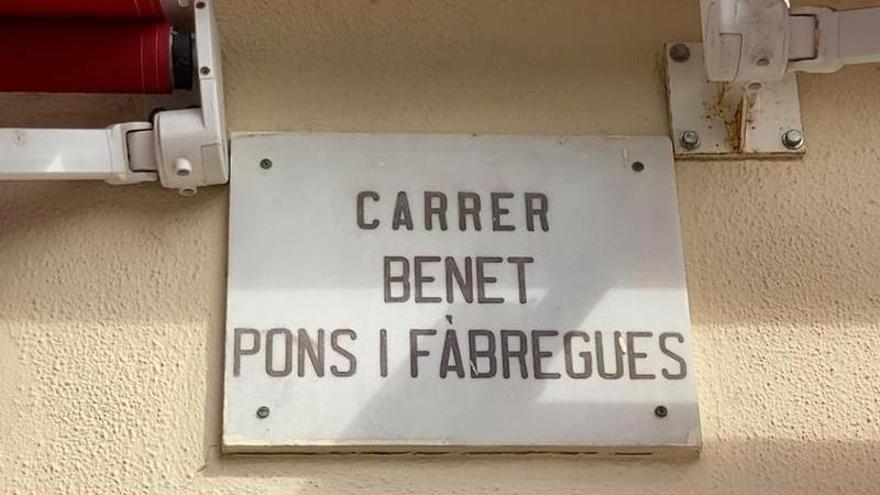 CARRER
BENET
PONS I FÀBREGUES